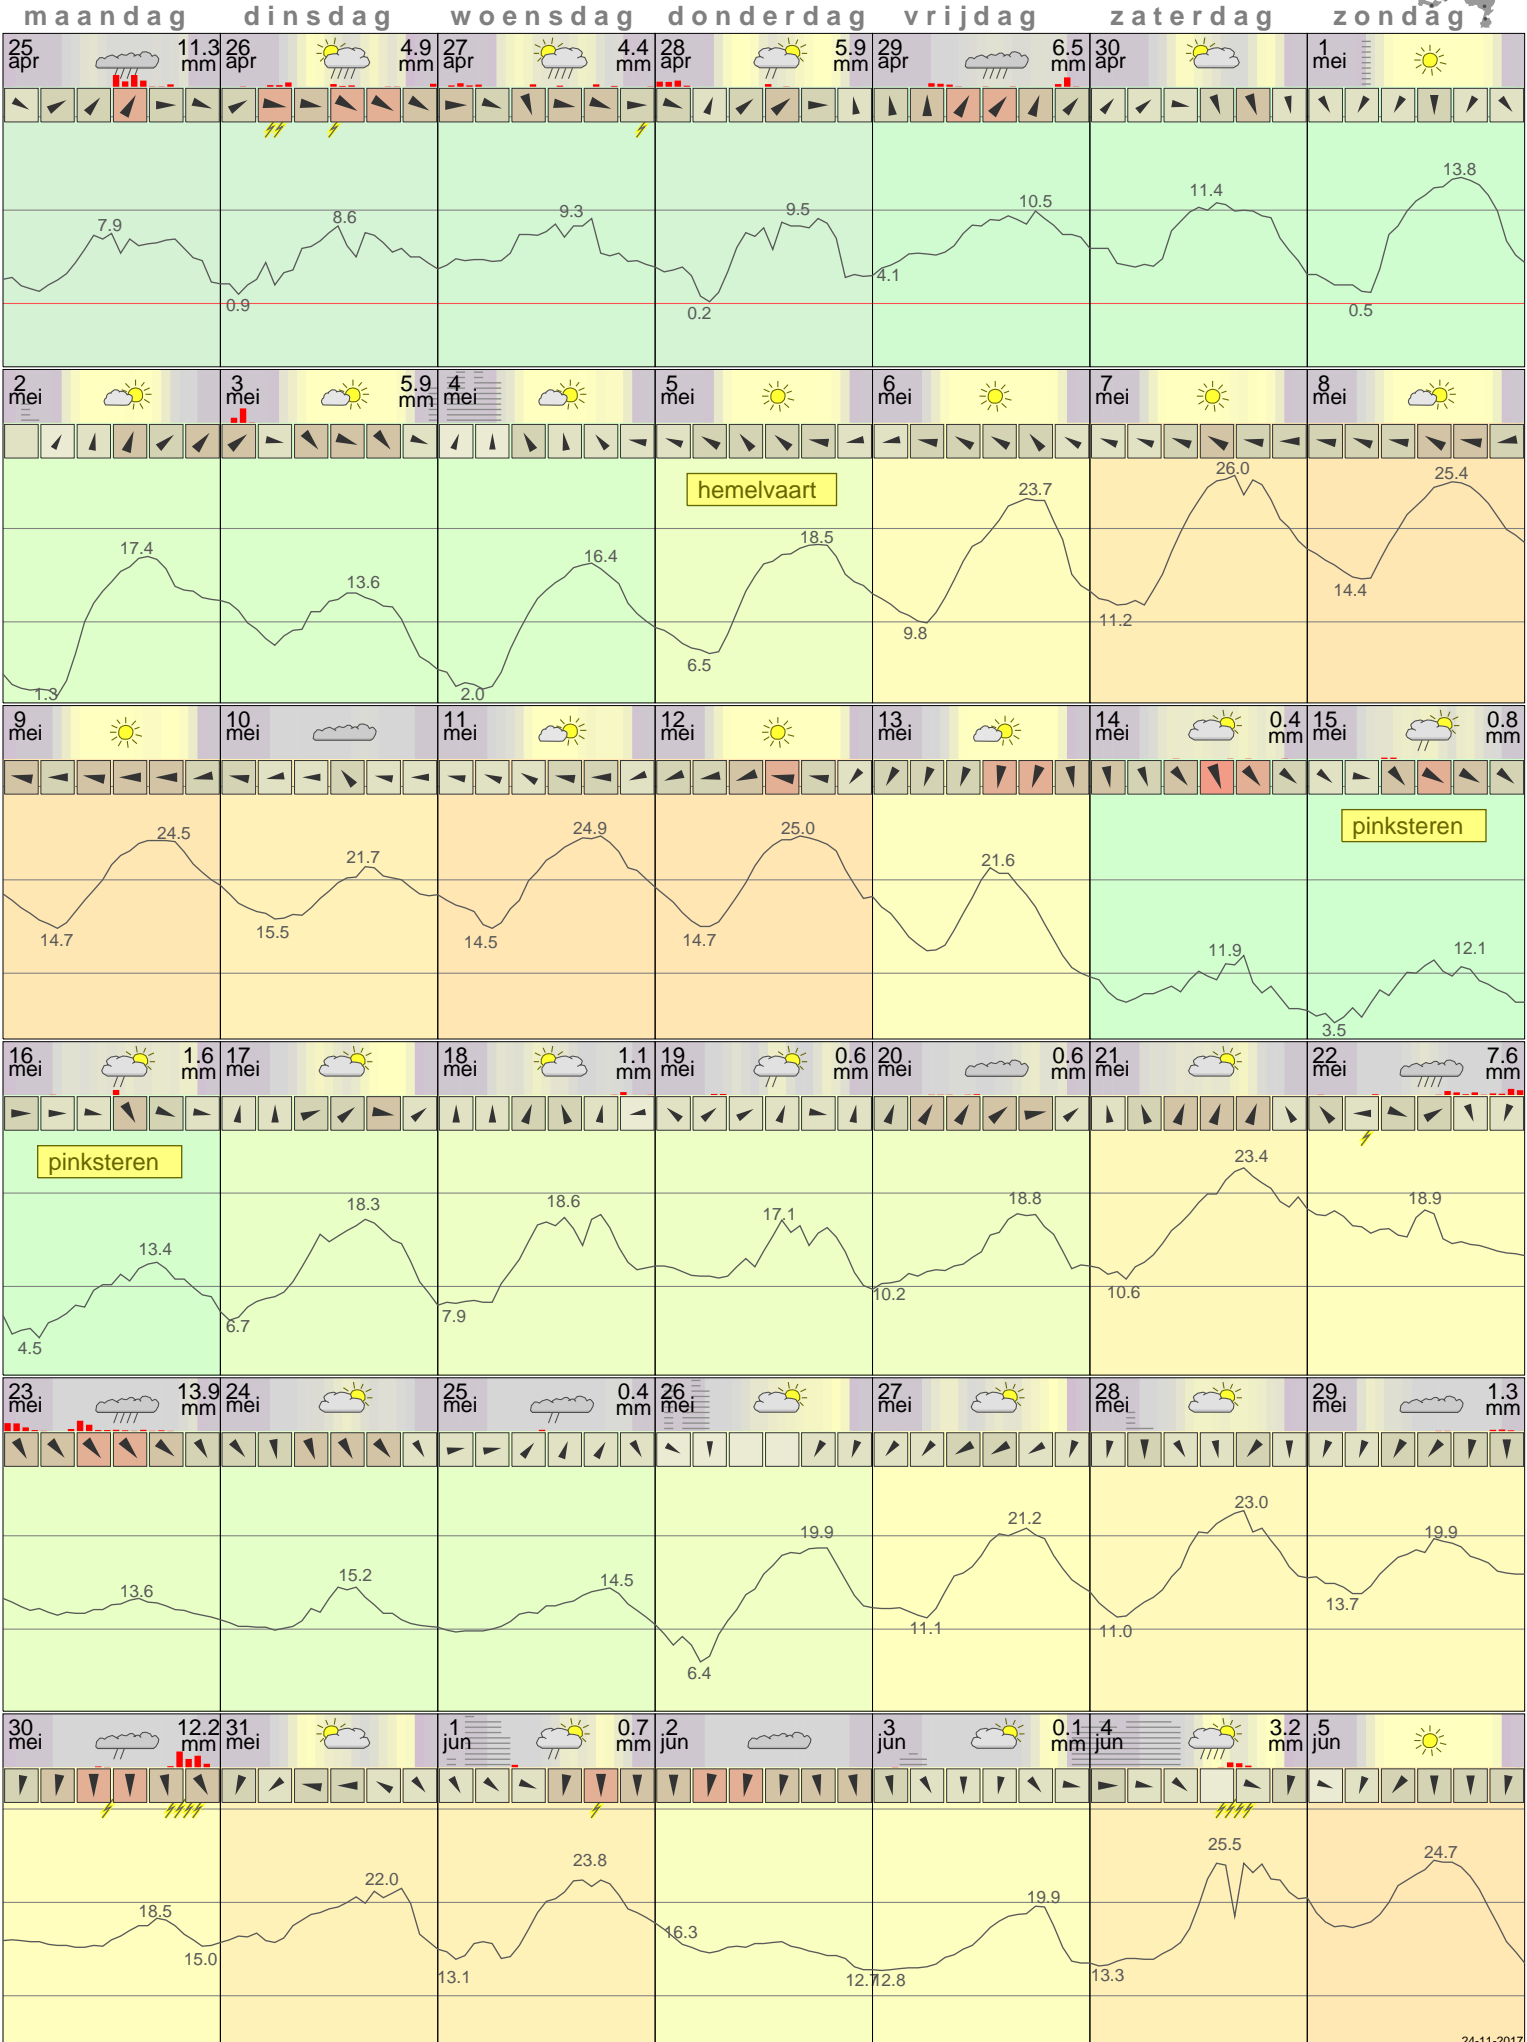 maandag dinsdag woensdag donderdag vrijdag zaterdag zondag
25 apr 11.3 mm 26 apr 4.9 mm 27 apr 4.4 mm 28 apr 5.9 mm 29 apr 6.5 mm 30 apr 1 mei
7.9 0.9 8.6 9.3 0.2 9.5 4.1 10.5 11.4 0.5 13.8
2 mei 3 mei 5.9 mm 4 mei 5 mei 6 mei 7 mei 8 mei
hemelvaart
1.3 17.4 13.6 2.0 16.4 6.5 18.5 9.8 23.7 11.2 26.0 14.4 25.4
9 mei 10 mei 11 mei 12 mei 13 mei 14 mei 0.4 mm 15 mei 0.8 mm
pinksteren
14.7 24.5 15.5 21.7 14.5 24.9 14.7 25.0 21.6 11.9 3.5 12.1
16 mei 1.6 mm 17 mei 18 mei 1.1 mm 19 mei 0.6 mm 20 mei 0.6 mm 21 mei 22 mei 7.6 mm
pinksteren
4.5 13.4 6.7 18.3 7.9 18.6 17.1 10.2 18.8 10.6 23.4 18.9
23 mei 13.9 mm 24 mei 25 mei 0.4 mm 26 mei 27 mei 28 mei 29 mei 1.3 mm
13.6 15.2 14.5 6.4 19.9 11.1 21.2 11.0 23.0 13.7 19.9
30 mei 12.2 mm 31 mei 1 jun 0.7 mm 2 jun 3 jun 0.1 mm 4 jun 3.2 mm 5 jun
18.5 15.0 22.0 13.1 23.8 16.3 12.7 12.8 19.9 13.3 25.5 24.7
24-11-2017